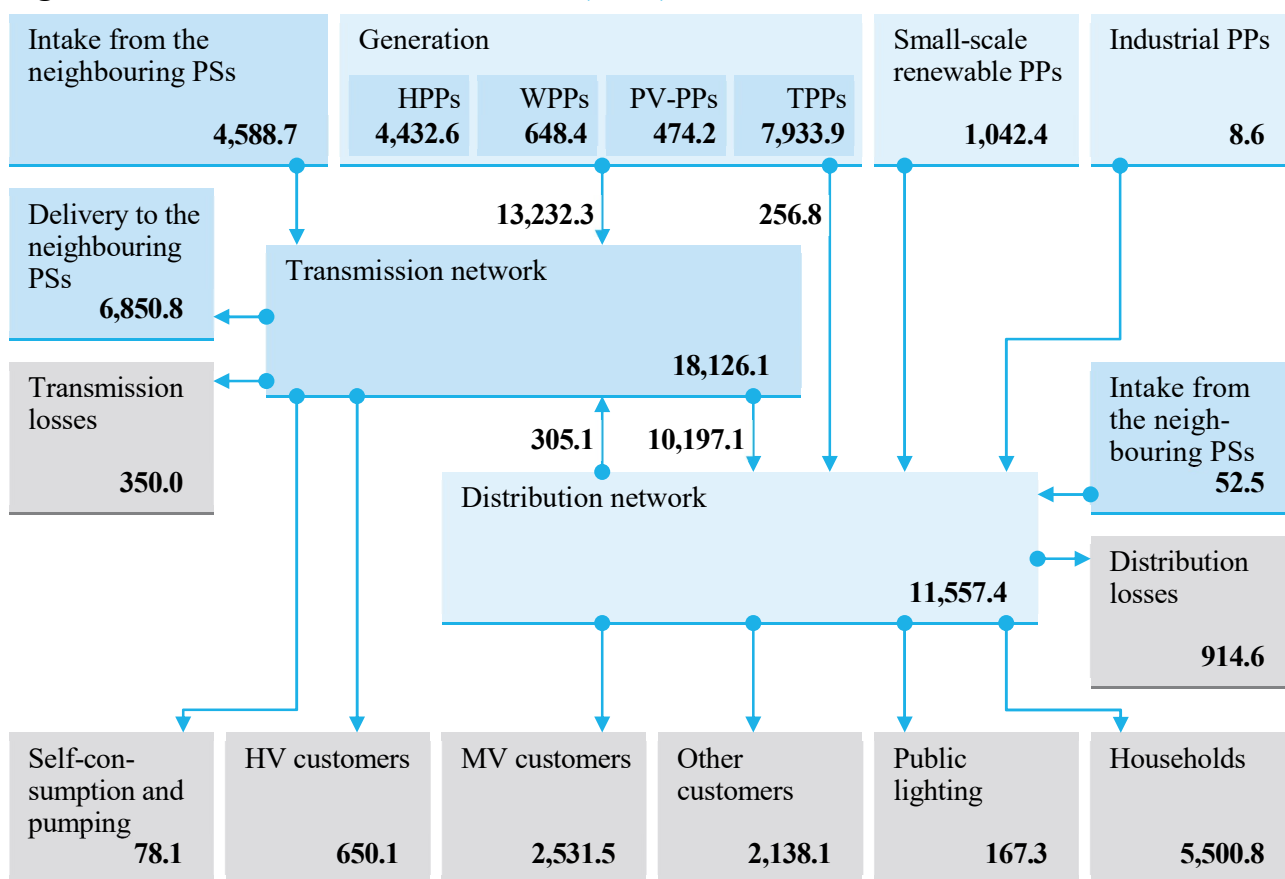 Intake from the
neighbouring PSs
4,588.7
Generation
HPPs
4,432.6
WPPs
648.4
PV-PPs
474.2
TPPs
7,933.9
Small-scale
renewable PPs
1,042.4
Industrial PPs
8.6
Delivery to the
neighbouring
PSs
6,850.8
13,232.3
256.8
Transmission network
18,126.1
Transmission
losses
350.0
305.1
10,197.1
Intake from
the neigh-
bouring PSs
52.5
Distribution network
11,557.4
Distribution
losses
914.6
Self-con-
sumption and
pumping
78.1
HV customers
650.1
MV customers
2,531.5
Other
customers
2,138.1
Public
lighting
167.3
Households
5,500.8